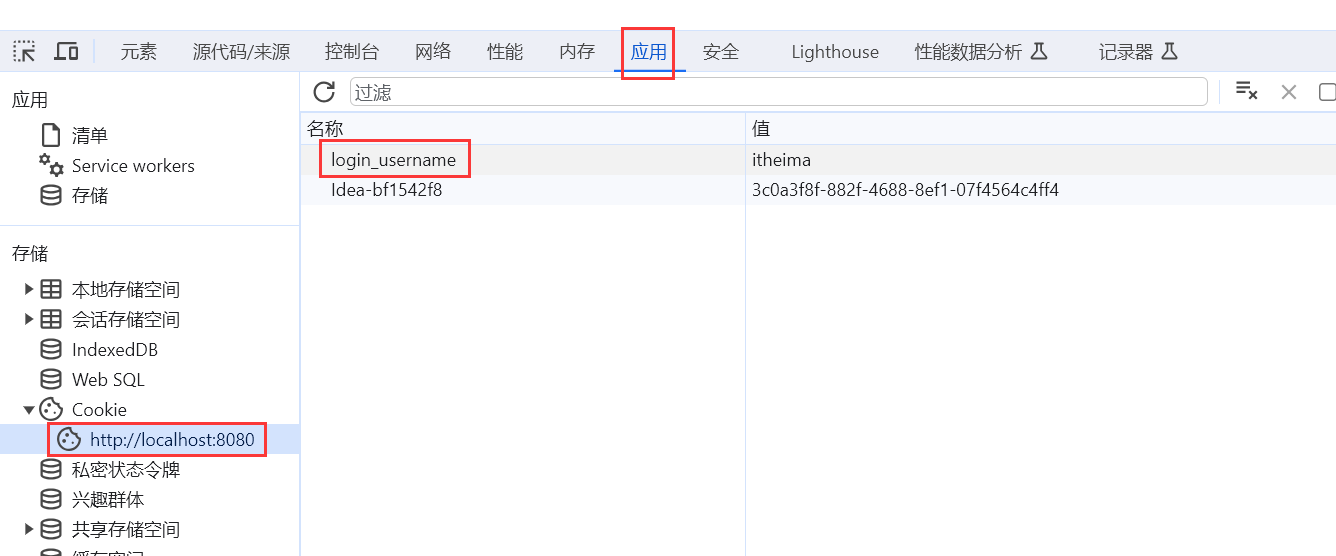 元素 源代码/来源 控制台 网络 性能 内存 应用 安全 Lighthouse 性能数据分析 记录器
应用
清单
Service workers
存储
存储
本地存储空间
会话存储空间
IndexedDB
Web SQL
Cookie
http://localhost:8080
私密状态令牌
兴趣群体
共享存储空间
缓存空间
过滤
名称 值
login_username itheima
Idea-bf1542f8 3c0a3f8f-882f-4688-8ef1-07f4564c4ff4